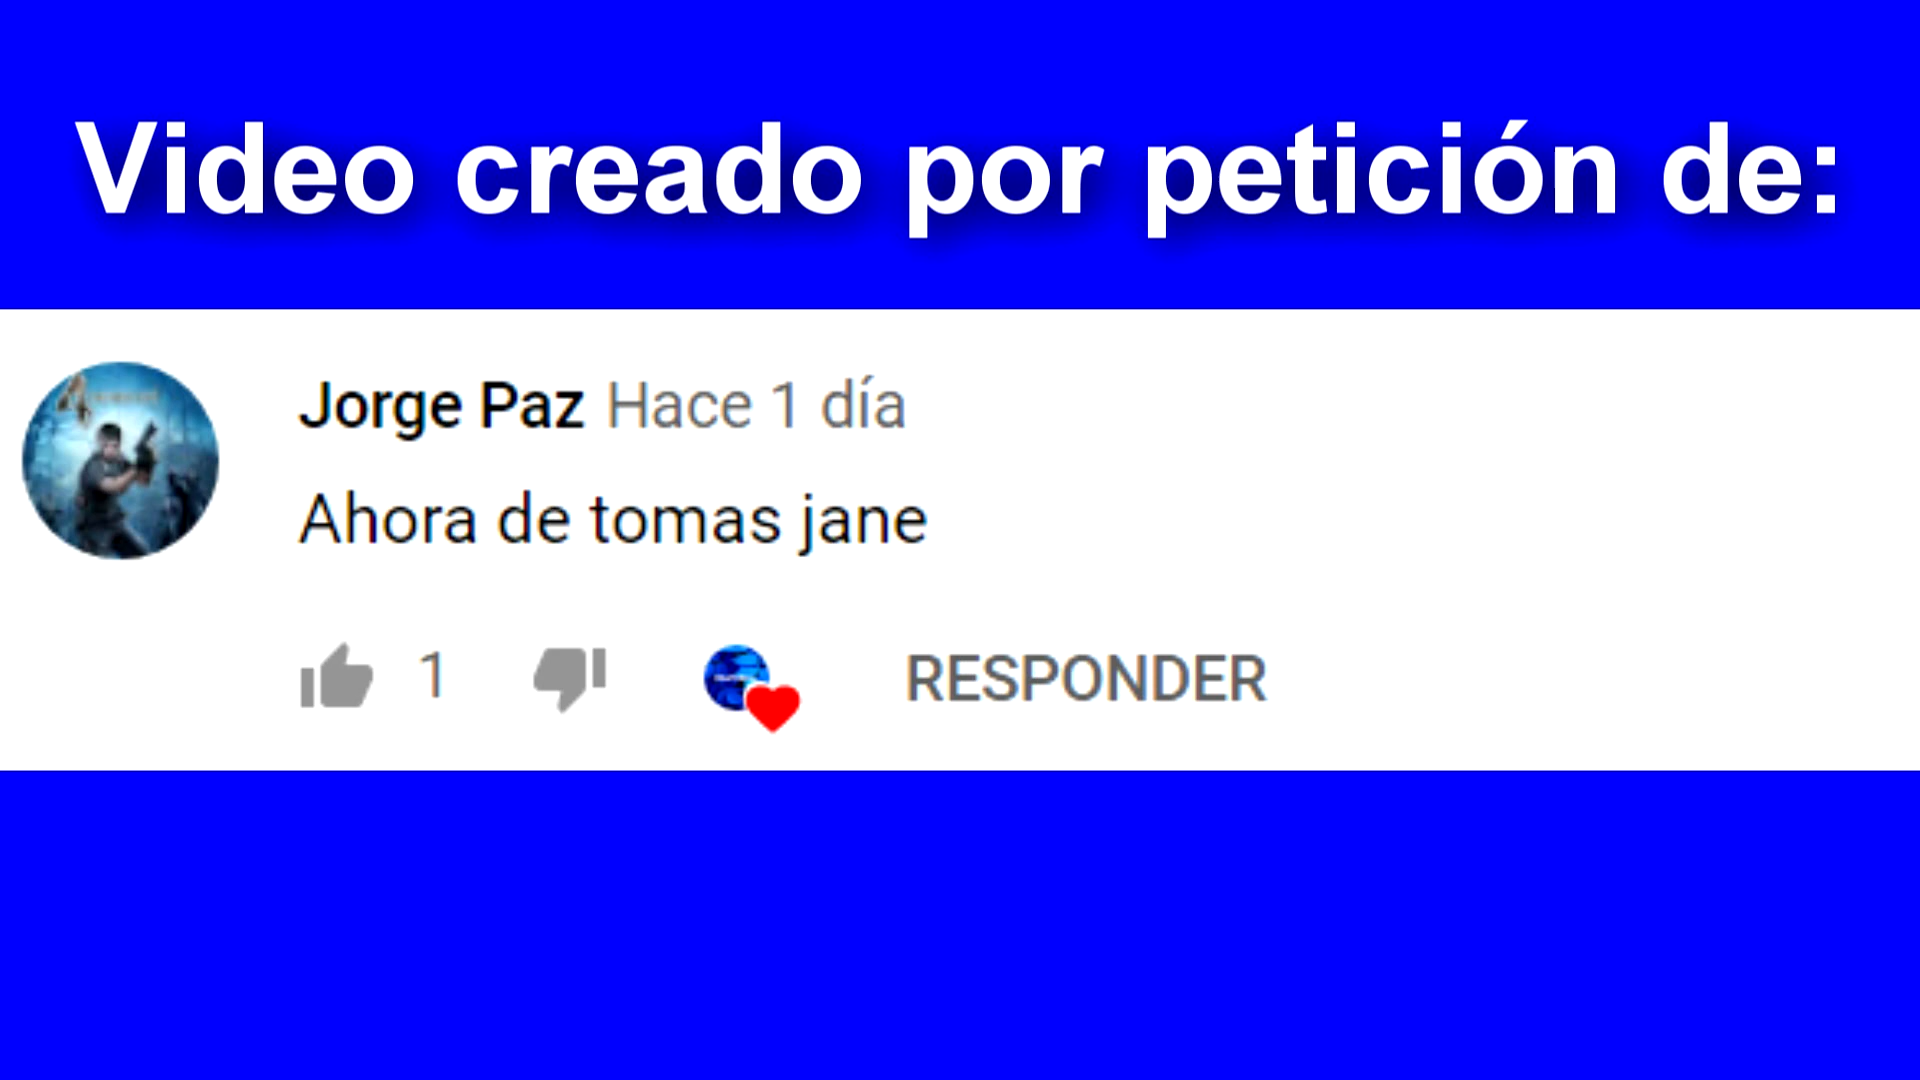 Video creado por petición de:
Jorge Paz Hace 1 día
Ahora de tomas jane
1 RESPONDER